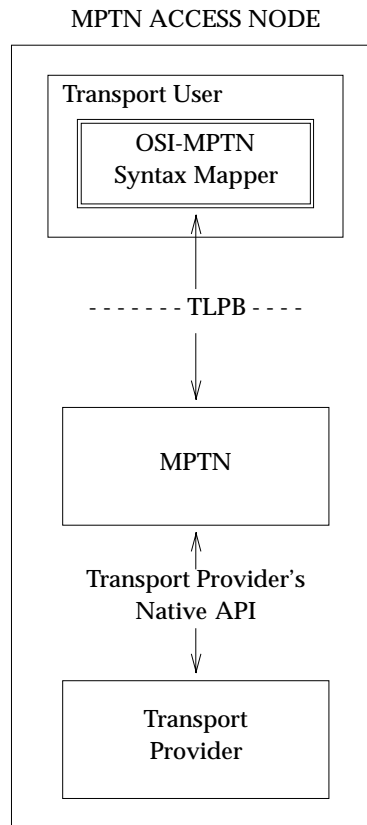 MPTN ACCESS NODE
Transport User
OSI-MPTN
Syntax Mapper
- - - - - - - TLPB - - - -
MPTN
Transport Provider's
Native API
Transport
Provider